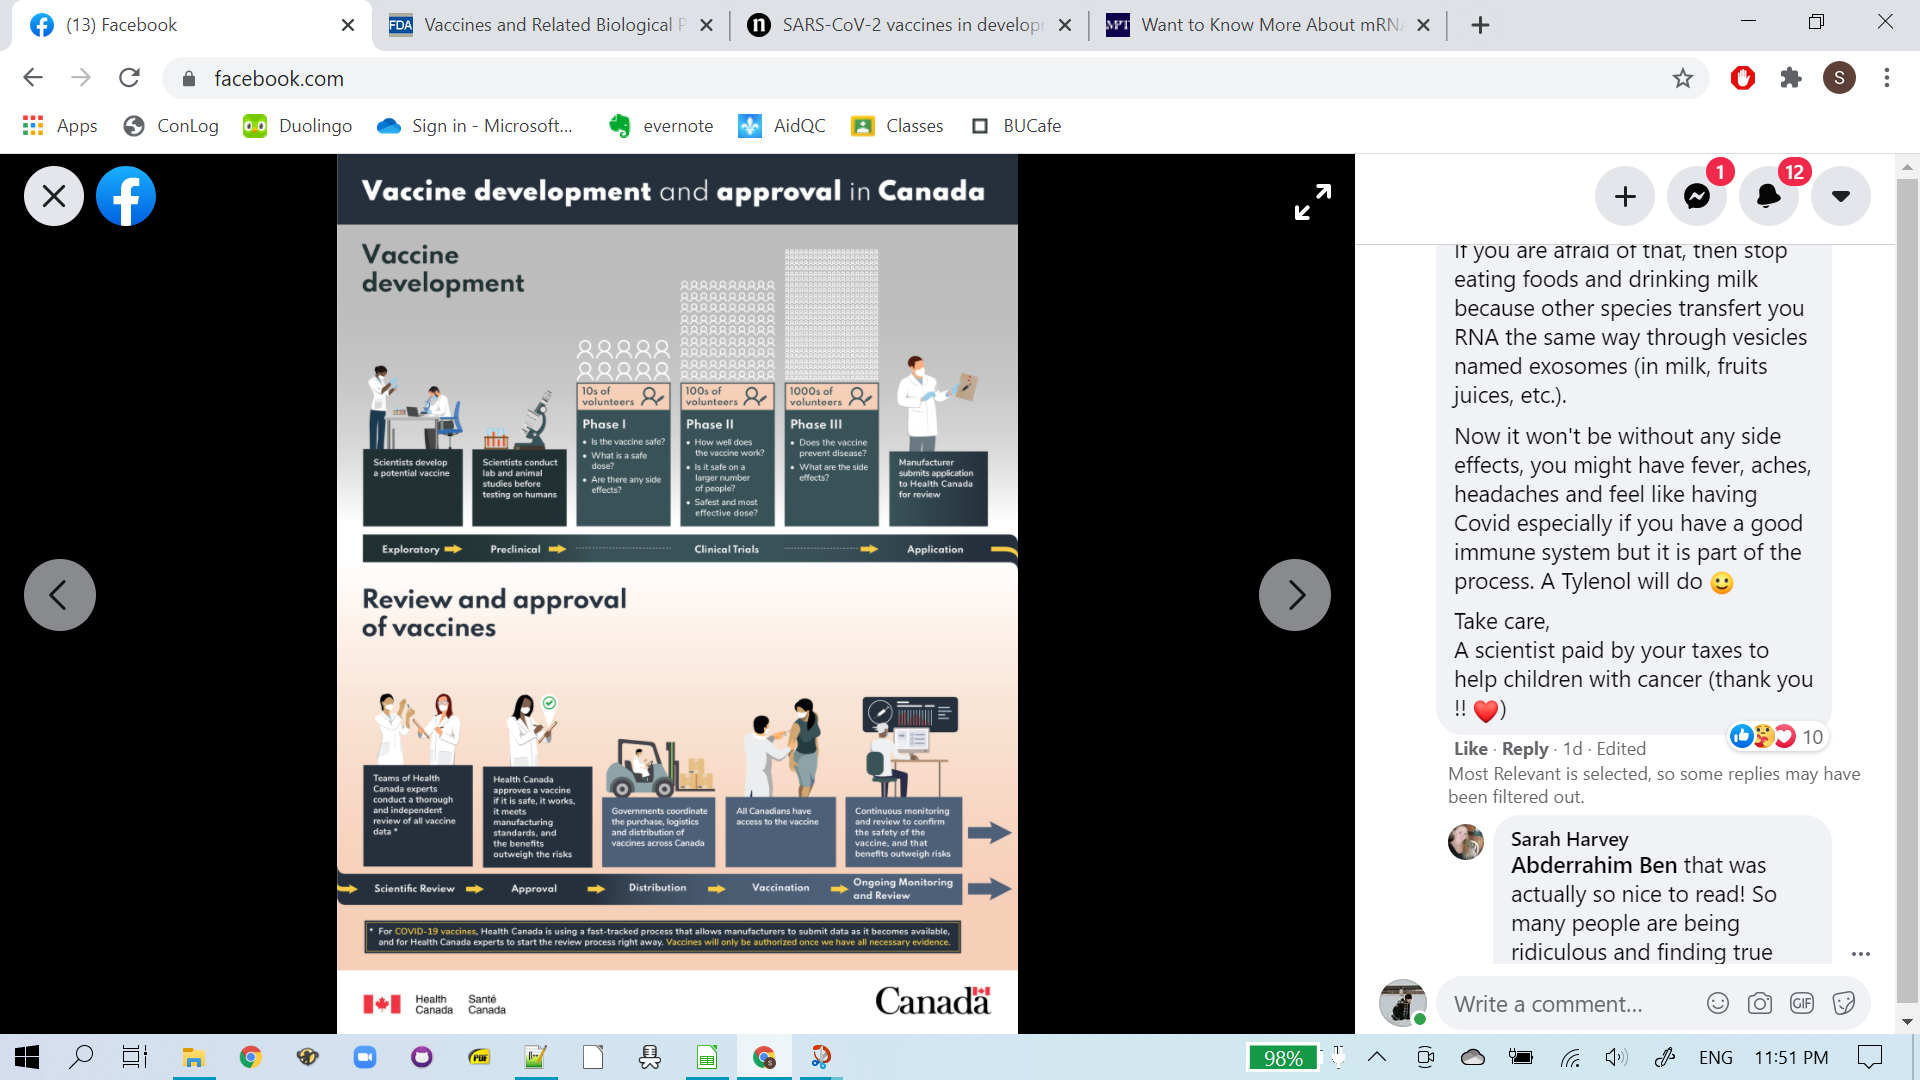 (13) Facebook
Vaccines and Related Biological P
SARS-CoV-2 vaccines in developm
MPT
Want to Know More About mRNA
FDA
n
facebook.com
S
Apps
ConLog
Duolingo
Sign in - Microsoft...
evernote
AidQC
Classes
BUCafe
Vaccine development and approval in Canada
Vaccine
development
10s of
volunteers
100s of
volunteers
1000s of
volunteers
Scientists develop
a potential vaccine
Scientists conduct
lab and animal
studies before
testing on humans
Phase I
• Is the vaccine safe?
• What is a safe
dose?
• Are there any side
effects?
Phase II
• How well does
the vaccine work?
• Is it safe on a
larger number
of people?
• Safest and most
effective dose?
Phase III
• Does the vaccine
prevent disease?
• What are the side
effects?
Manufacturer
submits application
to Health Canada
for review
Exploratory
Preclinical
Clinical Trials
Application
Review and approval
of vaccines
Teams of Health
Canada experts
conduct a thorough
and independent
review of all vaccine
data *
Health Canada
approves a vaccine
if it is safe, it works,
it meets
manufacturing
standards, and
the benefits
outweigh the risks
Governments coordinate
the purchase, logistics
and distribution of
vaccines across Canada
All Canadians have
access to the vaccine
Continuous monitoring
and review to confirm
the safety of the
vaccine, and that
benefits outweigh risks
Scientific Review
Approval
Distribution
Vaccination
Ongoing Monitoring
and Review
* For COVID-19 vaccines, Health Canada is using a fast-tracked process that allows manufacturers to submit data as it becomes available,
and for Health Canada experts to start the review process right away. Vaccines will only be authorized once we have all necessary evidence.
Health
Canada
Santé
Canada
Canada
1
12
If you are afraid of that, then stop
eating foods and drinking milk
because other species transfert you
RNA the same way through vesicles
named exosomes (in milk, fruits
juices, etc.).
Now it won't be without any side
effects, you might have fever, aches,
headaches and feel like having
Covid especially if you have a good
immune system but it is part of the
process. A Tylenol will do 🙂
Take care,
A scientist paid by your taxes to
help children with cancer (thank you
!! ❤️)
10
Like · Reply · 1d · Edited
Most Relevant is selected, so some replies may have
been filtered out.
Sarah Harvey
Abderrahim Ben that was
actually so nice to read! So
many people are being
ridiculous and finding true
Write a comment...
GIF
PDF
98%
ENG
11:51 PM